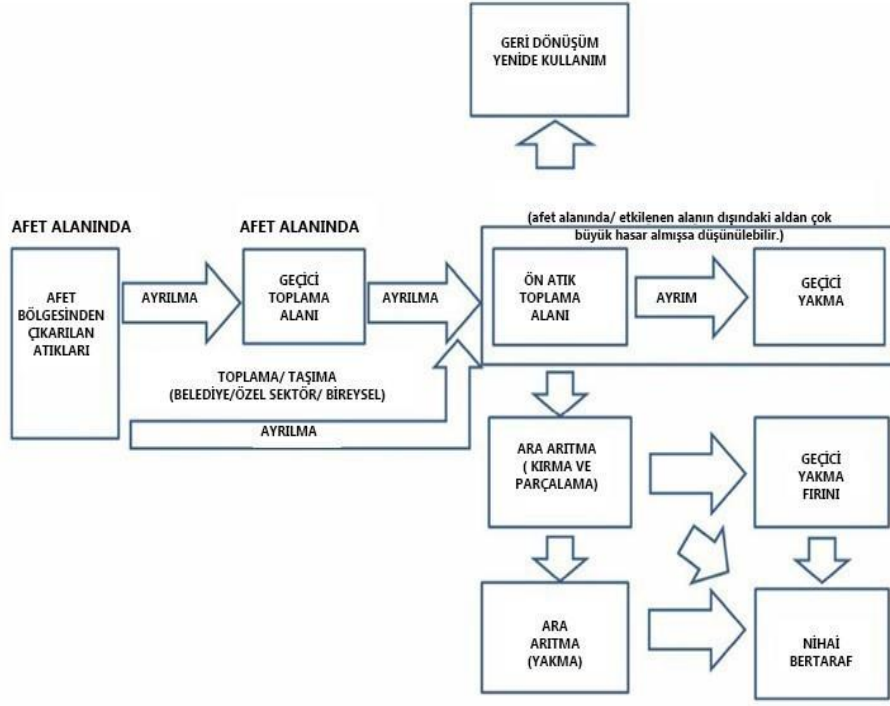 GERİ DÖNÜŞÜM
YENİDE KULLANIM
AFET ALANINDA
AFET ALANINDA
(afet alanında/ etkilenen alanın dışındaki aldan çok
büyük hasar almışsa düşünülebilir.)
AFET
BÖLGESİNDEN
ÇIKARILAN
ATIKLARI
AYRILMA
GEÇİCİ
TOPLAMA
ALANI
AYRILMA
ÖN ATIK
TOPLAMA
ALANI
AYRIM
GEÇİCİ
YAKMA
TOPLAMA/ TAŞIMA
(BELEDİYE/ÖZEL SEKTÖR/ BİREYSEL)
AYRILMA
ARA ARITMA
( KIRMA VE
PARÇALAMA)
GEÇİCİ
YAKMA
FIRINI
ARA
ARITMA
(YAKMA)
NİHAİ
BERTARAF